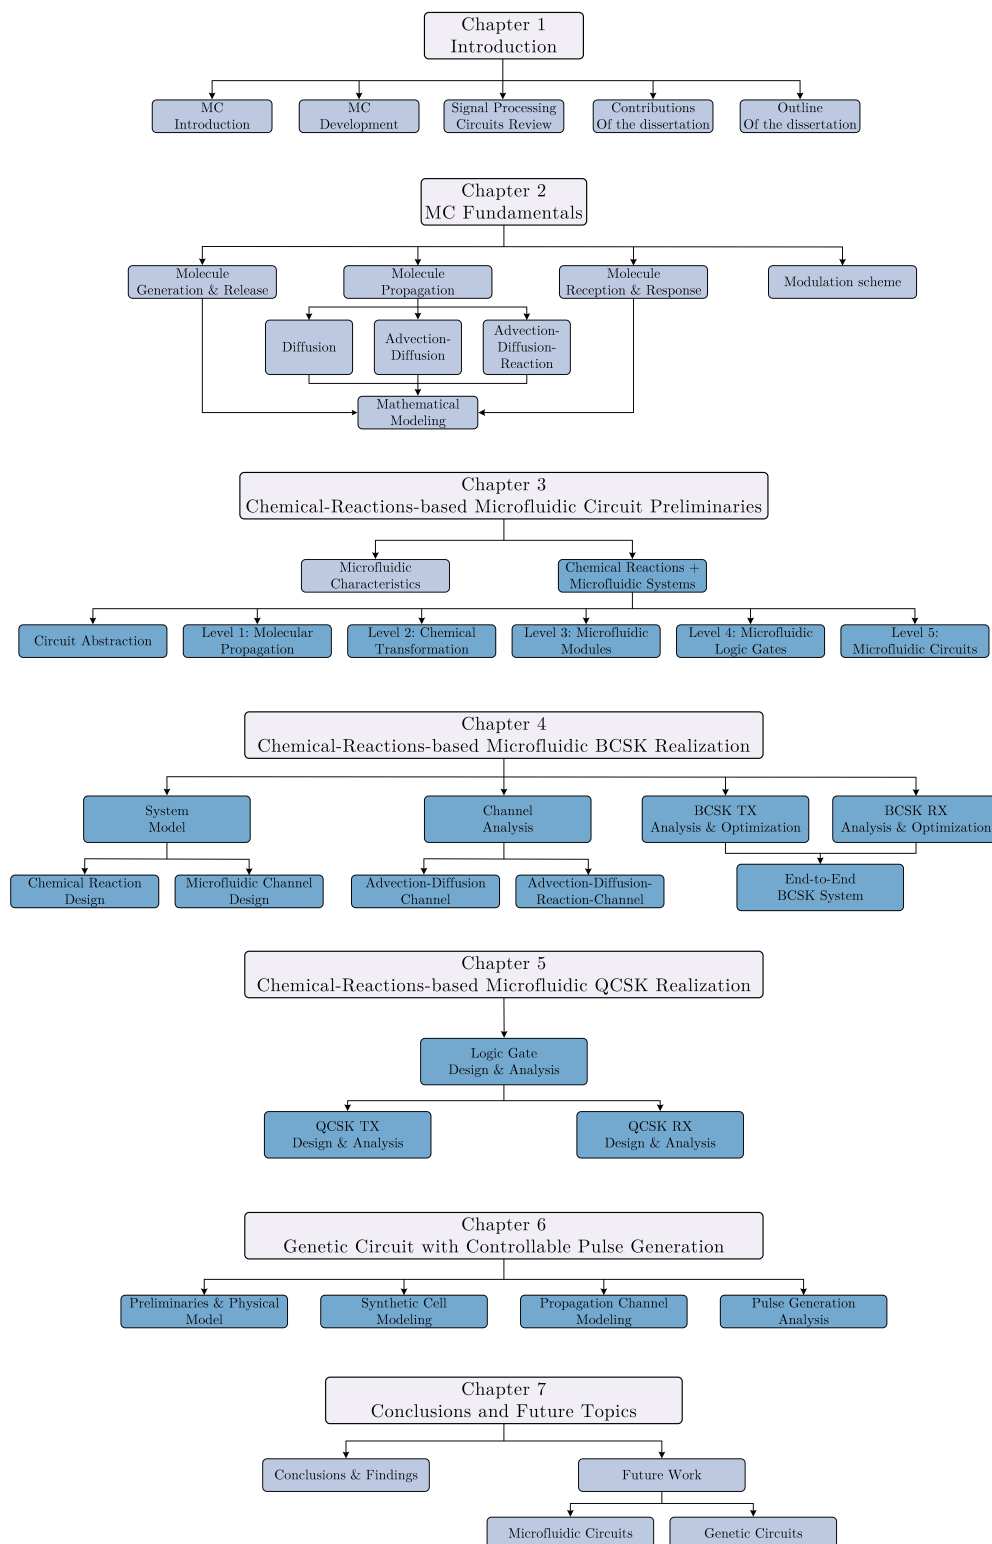 Chapter 1
Introduction
MC
Introduction
MC
Development
Signal Processing
Circuits Review
Contributions
Of the dissertation
Outline
Of the dissertation
Chapter 2
MC Fundamentals
Molecule
Generation & Release
Molecule
Propagation
Molecule
Reception & Response
Modulation scheme
Diffusion
Advection-
Diffusion
Advection-
Diffusion-
Reaction
Mathematical
Modeling
Chapter 3
Chemical-Reactions-based Microfluidic Circuit Preliminaries
Microfluidic
Characteristics
Chemical Reactions +
Microfluidic Systems
Circuit Abstraction
Level 1: Molecular
Propagation
Level 2: Chemical
Transformation
Level 3: Microfluidic
Modules
Level 4: Microfluidic
Logic Gates
Level 5:
Microfluidic Circuits
Chapter 4
Chemical-Reactions-based Microfluidic BCSK Realization
System
Model
Channel
Analysis
BCSK TX
Analysis & Optimization
BCSK RX
Analysis & Optimization
Chemical Reaction
Design
Microfluidic Channel
Design
Advection-Diffusion
Channel
Advection-Diffusion-
Reaction-Channel
End-to-End
BCSK System
Chapter 5
Chemical-Reactions-based Microfluidic QCSK Realization
Logic Gate
Design & Analysis
QCSK TX
Design & Analysis
QCSK RX
Design & Analysis
Chapter 6
Genetic Circuit with Controllable Pulse Generation
Preliminaries & Physical
Model
Synthetic Cell
Modeling
Propagation Channel
Modeling
Pulse Generation
Analysis
Chapter 7
Conclusions and Future Topics
Conclusions & Findings
Future Work
Microfluidic Circuits
Genetic Circuits